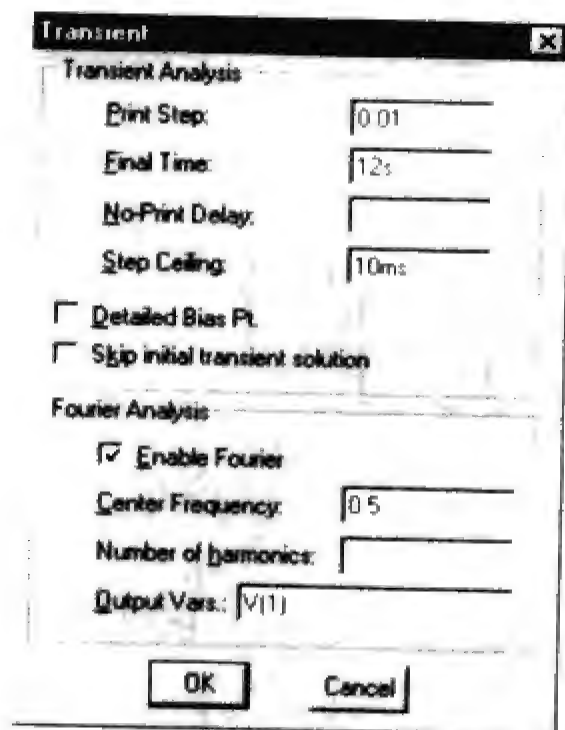 Transient
Transient Analysis
Print Step: 0.01
Final Time: 12s
No-Print Delay:
Step Ceiling: 10ms
Detailed Bias Pt.
Skip initial transient solution
Fourier Analysis
Enable Fourier
Center Frequency: 0.5
Number of harmonics:
Output Vars.: V(1)
OK Cancel